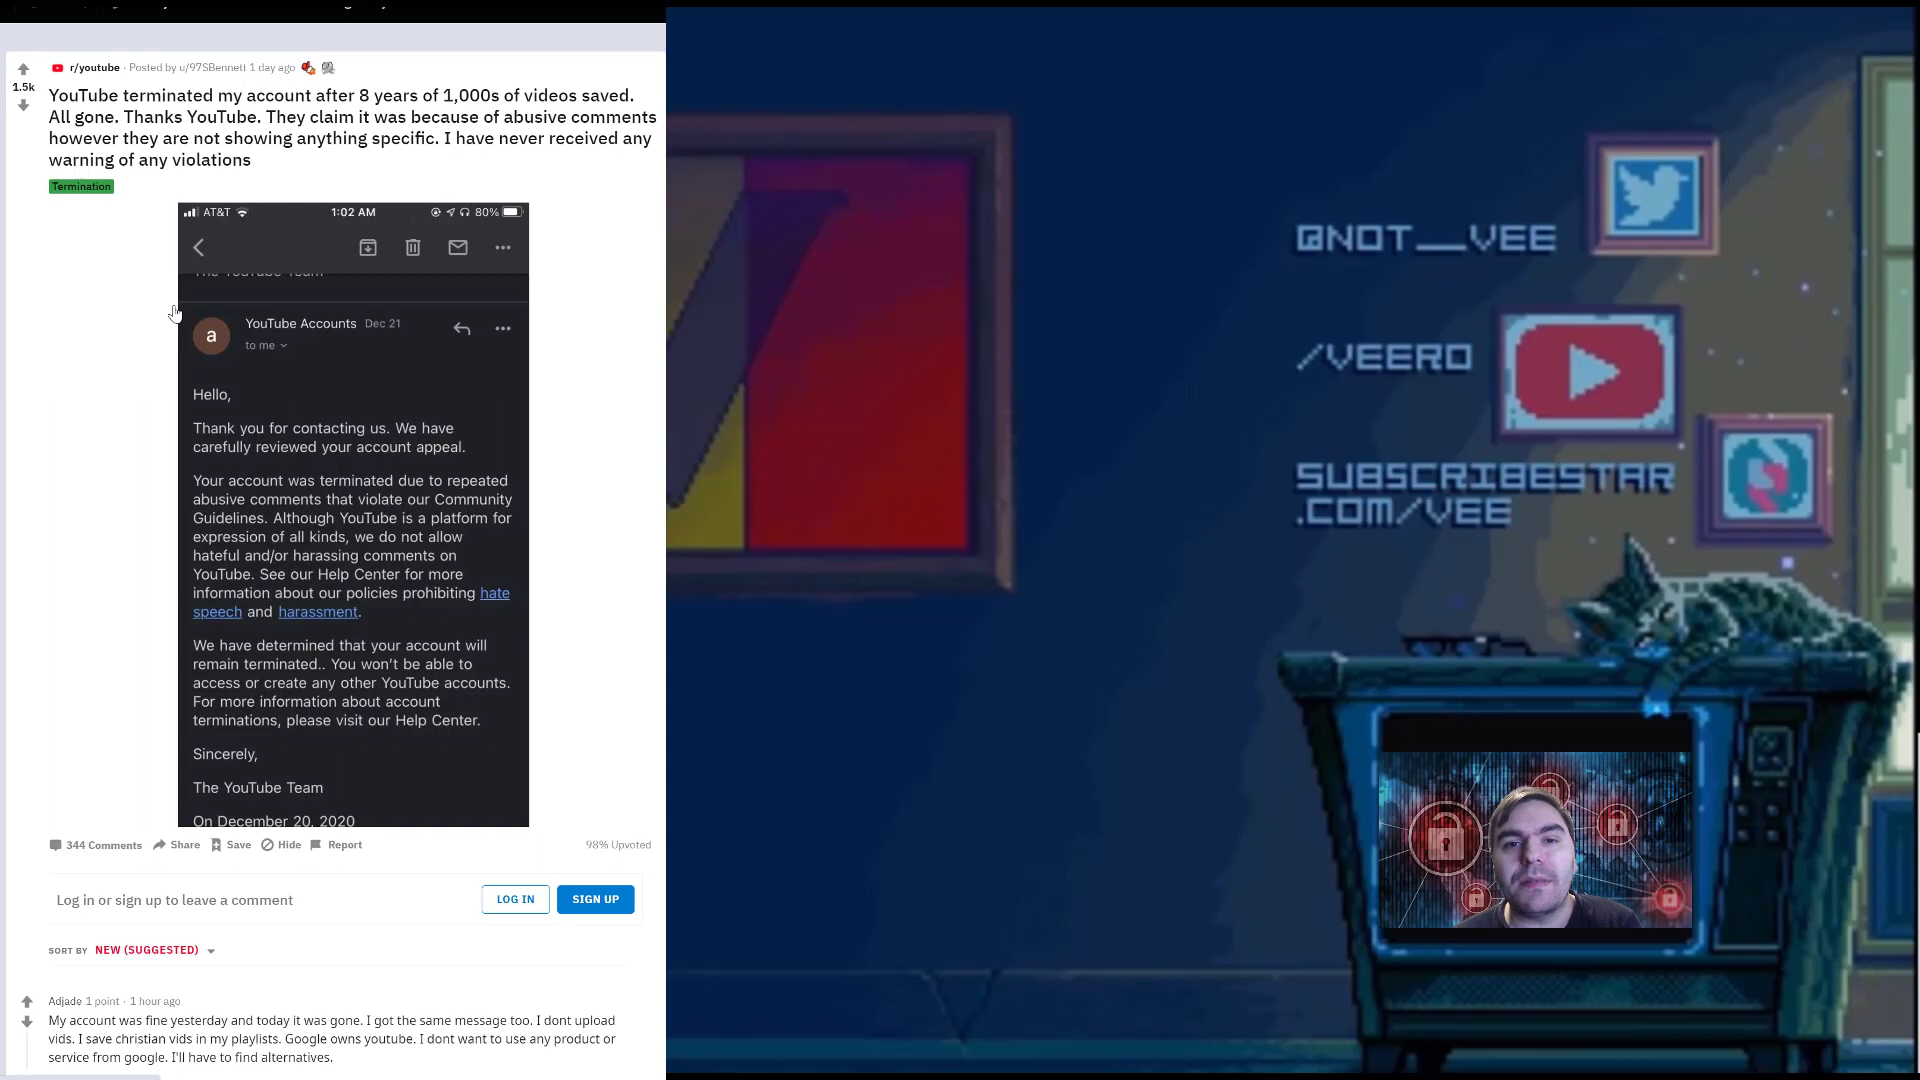 r/youtube · Posted by u/97SBennett 1 day ago
1.5k
YouTube terminated my account after 8 years of 1,000s of videos saved.
All gone. Thanks YouTube. They claim it was because of abusive comments
however they are not showing anything specific. I have never received any
warning of any violations
Termination
AT&T 1:02 AM 80%
The YouTube Team
a
YouTube Accounts Dec 21
to me
Hello,
Thank you for contacting us. We have
carefully reviewed your account appeal.
Your account was terminated due to repeated
abusive comments that violate our Community
Guidelines. Although YouTube is a platform for
expression of all kinds, we do not allow
hateful and/or harassing comments on
YouTube. See our Help Center for more
information about our policies prohibiting hate
speech and harassment.
We have determined that your account will
remain terminated.. You won't be able to
access or create any other YouTube accounts.
For more information about account
terminations, please visit our Help Center.
Sincerely,
The YouTube Team
On December 20, 2020
344 Comments Share Save Hide Report 98% Upvoted
Log in or sign up to leave a comment LOG IN SIGN UP
SORT BY NEW (SUGGESTED)
Adjade 1 point · 1 hour ago
My account was fine yesterday and today it was gone. I got the same message too. I dont upload
vids. I save christian vids in my playlists. Google owns youtube. I dont want to use any product or
service from google. I'll have to find alternatives.
@NOT__VEE
/VEERO
SUBSCRIBESTAR
.COM/VEE